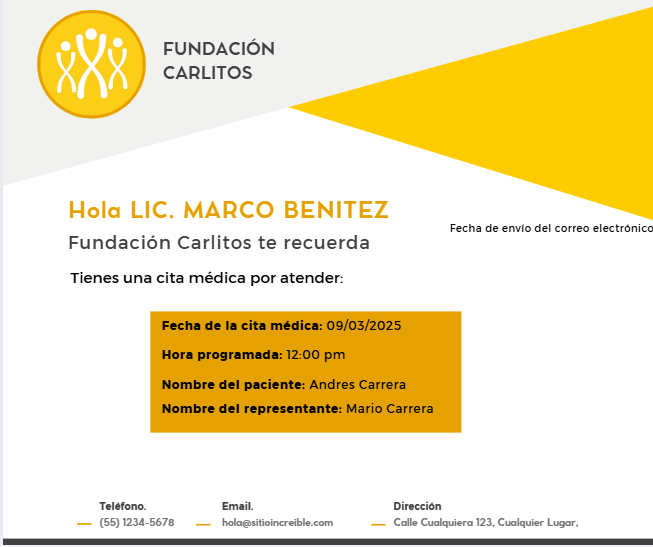 FUNDACIÓN
CARLITOS
Hola LIC. MARCO BENITEZ
Fecha de envío del correo electrónico
Fundación Carlitos te recuerda
Tienes una cita médica por atender:
Fecha de la cita médica: 09/03/2025
Hora programada: 12:00 pm
Nombre del paciente: Andres Carrera
Nombre del representante: Mario Carrera
Teléfono. Email. Dirección
(55) 1234-5678 hola@sitioincreible.com Calle Cualquiera 123, Cualquier Lugar,